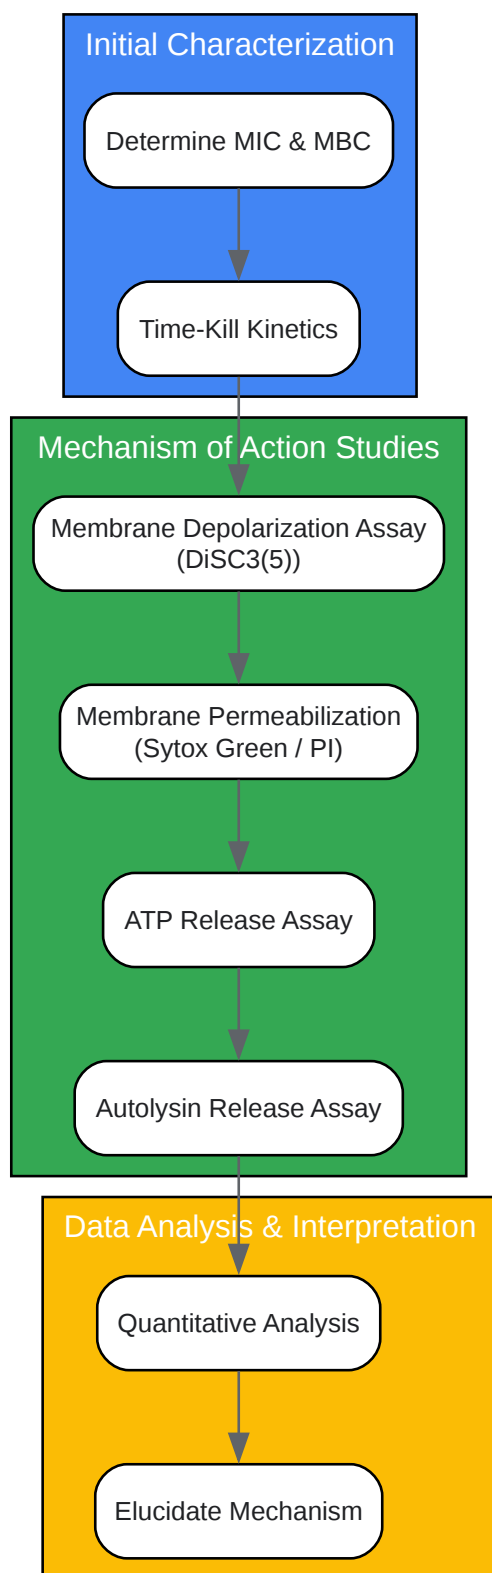 Initial Characterization
Determine MIC & MBC
Time-Kill Kinetics
Mechanism of Action Studies
Membrane Depolarization Assay
(DiSC3(5))
Membrane Permeabilization
(Sytox Green / PI)
ATP Release Assay
Autolysin Release Assay
Data Analysis & Interpretation
Quantitative Analysis
Elucidate Mechanism